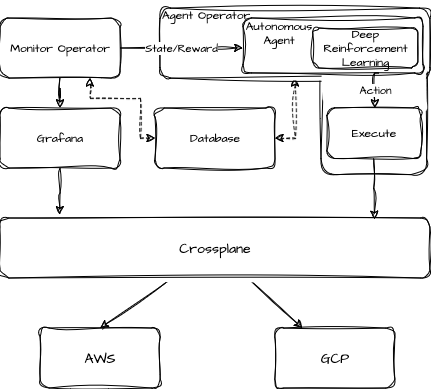 Agent Operator
Autonomous
Agent
Deep
Reinforcement
Learning
Monitor Operator
State/Reward
Action
Grafana
Database
Execute
Crossplane
AWS
GCP